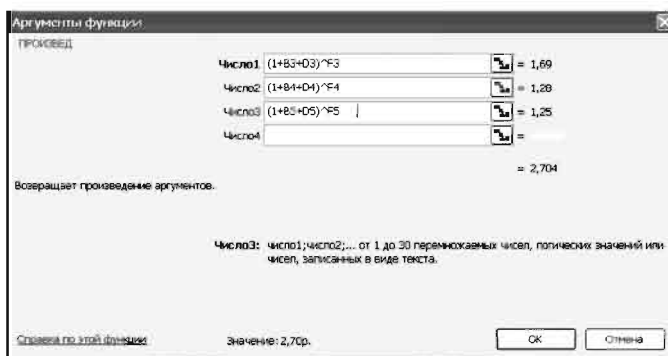 Аргументы функции
ПРОИЗВЕД
Число1 (1+B3+D3)^F3 = 1,69
Число2 (1+B4+D4)^F4 = 1,28
Число3 (1+B5+D5)^F5 = 1,25
Число4 =
= 2,704
Возвращает произведение аргументов.
Число3: число1;число2;... от 1 до 30 перемножаемых чисел, логических значений или
чисел, записанных в виде текста.
Справка по этой функции Значение: 2,70р. ОК Отмена